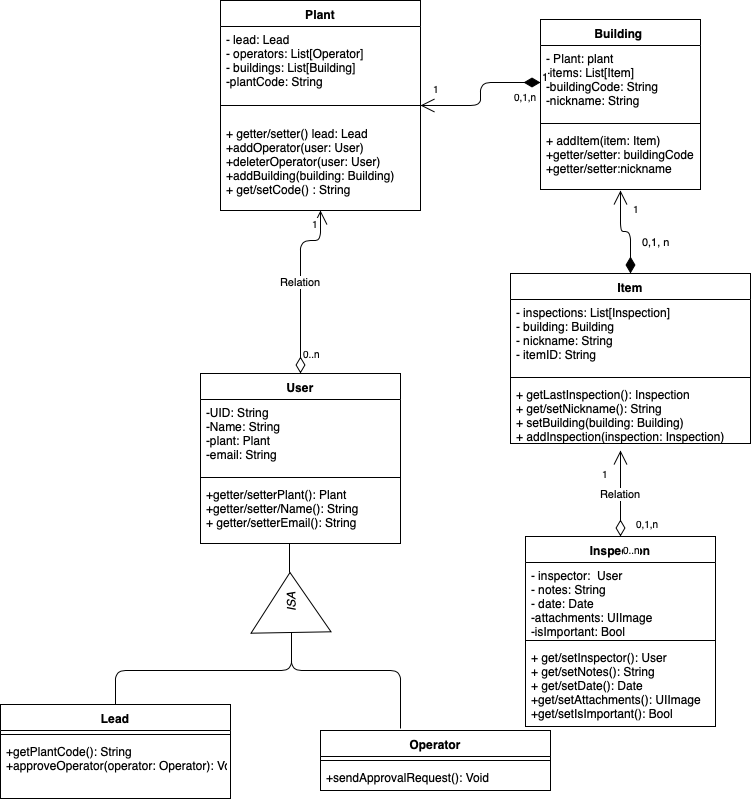 Plant
- lead: Lead
- operators: List[Operator]
- buildings: List[Building]
-plantCode: String
+ getter/setter() lead: Lead
+addOperator(user: User)
+deleterOperator(user: User)
+addBuilding(building: Building)
+ get/setCode() : String
Building
- Plant: plant
-items: List[Item]
-buildingCode: String
-nickname: String
+ addItem(item: Item)
+getter/setter: buildingCode
+getter/setter:nickname
1
1
0,1,n
1
0,1, n
1
Relation
0..n
Item
- inspections: List[Inspection]
- building: Building
- nickname: String
- itemID: String
+ getLastInspection(): Inspection
+ get/setNickname(): String
+ setBuilding(building: Building)
+ addInspection(inspection: Inspection)
User
-UID: String
-Name: String
-plant: Plant
-email: String
+getter/setterPlant(): Plant
+getter/setter/Name(): String
+ getter/setterEmail(): String
1
Relation
0,1,n
0..n
Inspection
- inspector: User
- notes: String
- date: Date
-attachments: UIImage
-isImportant: Bool
+ get/setInspector(): User
+ get/setNotes(): String
+ get/setDate(): Date
+get/setAttachments(): UIImage
+get/setIsImportant(): Bool
ISA
Lead
+getPlantCode(): String
+approveOperator(operator: Operator):
Operator
+sendApprovalRequest(): Void